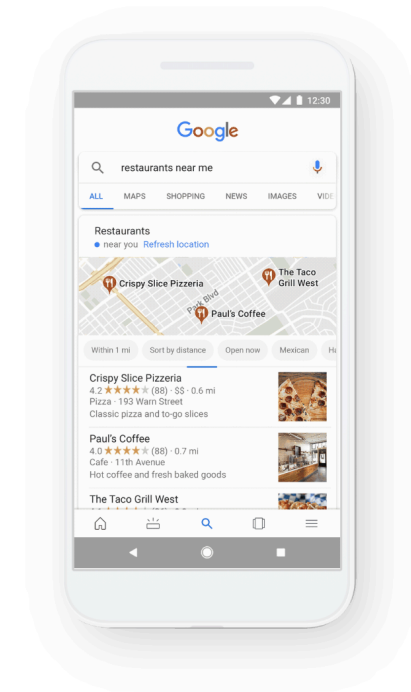 12:30
Google
restaurants near me
ALL MAPS SHOPPING NEWS IMAGES
Restaurants
near you Refresh location
Crispy Slice Pizzeria
The Taco
Grill West
Park Blvd
Paul's Coffee
Within 1 mi Sort by distance Open now Mexican
Crispy Slice Pizzeria
4.2 ★★★★★ (88) · $$ · 0.6 mi
Pizza · 193 Warn Street
Classic pizza and to-go slices
Paul's Coffee
4.0 ★★★★★ (88) · 0.7 mi
Cafe · 11th Avenue
Hot coffee and fresh baked goods
The Taco Grill West